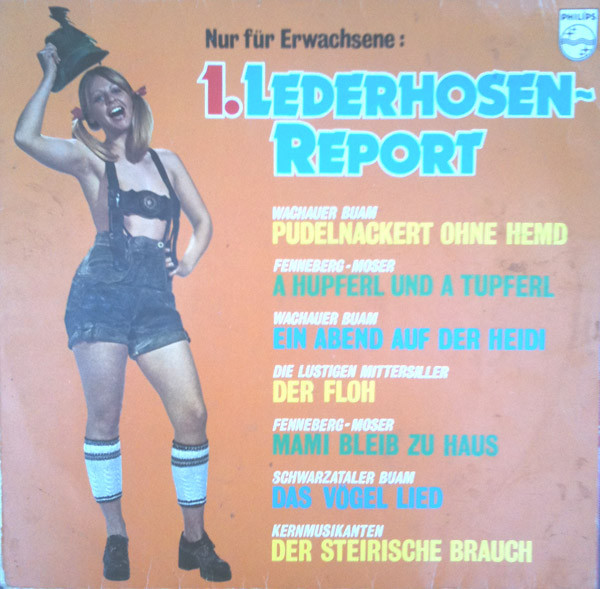 Nur für Erwachsene:
PHILIPS
1. LEDERHOSEN-
REPORT
WACHAUER BUAM
PUDELNACKERT OHNE HEMD
FENNEBERG-MOSER
A HUPFERL UND A TUPFERL
WACHAUER BUAM
EIN ABEND AUF DER HEIDI
DIE LUSTIGEN MITTERSILLER
DER FLOH
FENNEBERG-MOSER
MAMI BLEIB ZU HAUS
SCHWARZATALER BUAM
DAS VÖGEL LIED
KERNMUSIKANTEN
DER STEIRISCHE BRAUCH